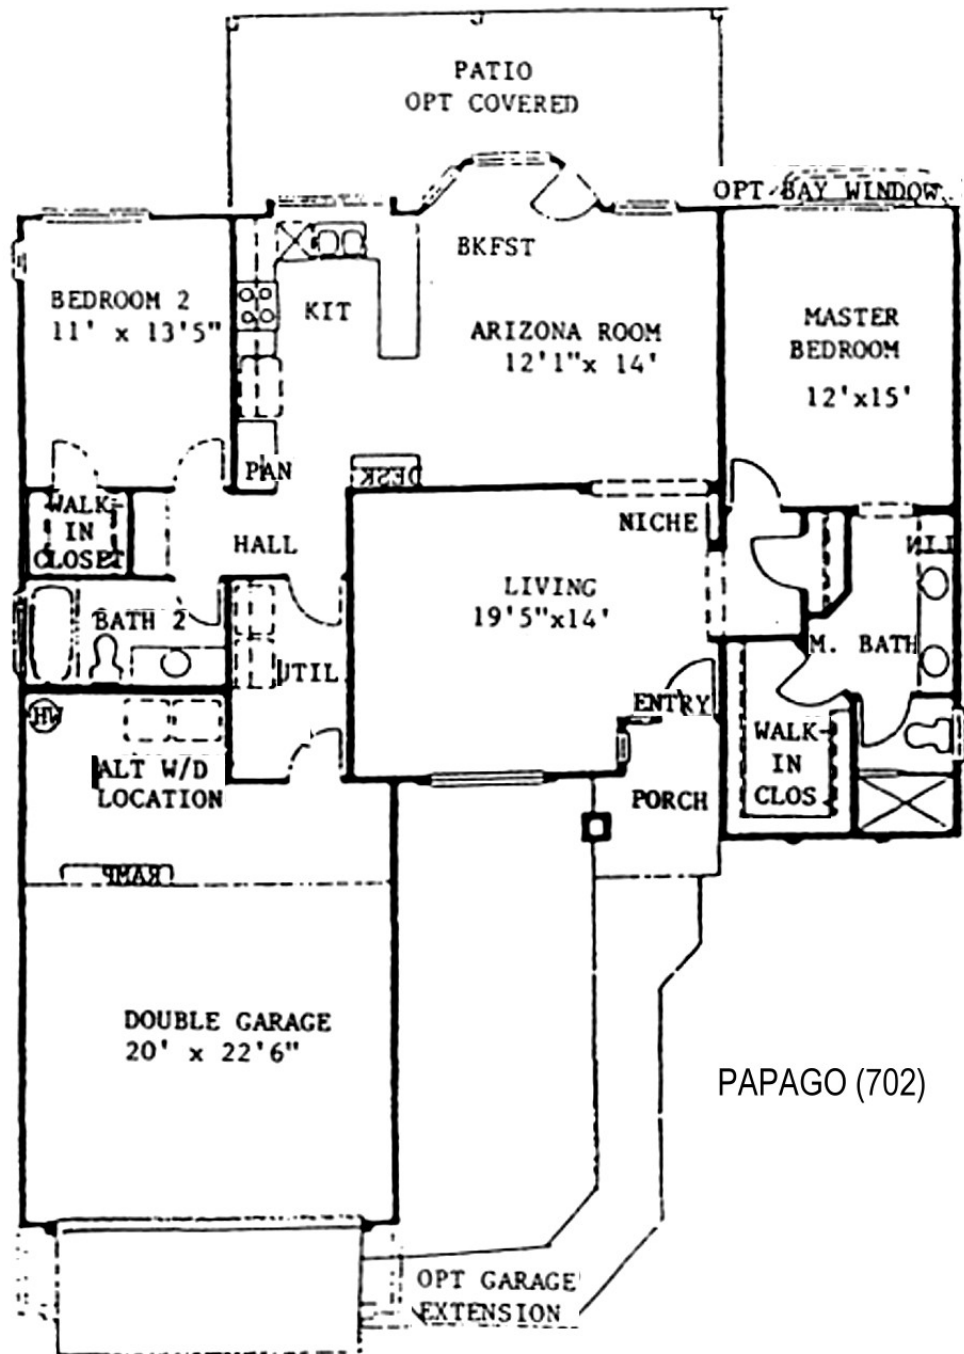 PATIO
OPT COVERED
OPT BAY WINDOW
BKFST
BEDROOM 2
11' x 13'5"
KIT
ARIZONA ROOM
12'1"x 14'
MASTER
BEDROOM
12'x15'
PAN
DESK
WALK-
IN
CLOSET
HALL
NICHE
LIN
LIVING
19'5"x14'
BATH 2
M. BATH
UTIL
ENTRY
HW
WALK-
IN
CLOS
ALT W/D
LOCATION
PORCH
RAMP
DOUBLE GARAGE
20' x 22'6"
PAPAGO (702)
OPT GARAGE
EXTENSION